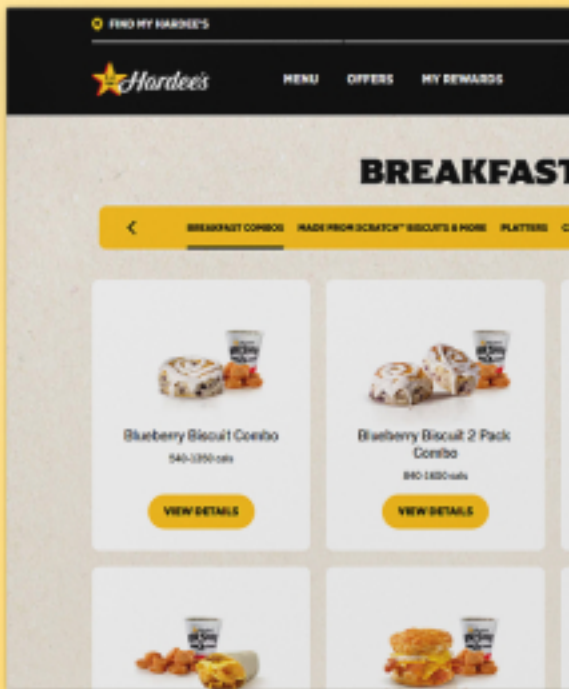 FIND MY HARDEE'S
Hardee's
MENU OFFERS MY REWARDS
BREAKFAST
BREAKFAST COMBOS MADE FROM SCRATCH™ BISCUITS & MORE PLATTERS
Blueberry Biscuit Combo
540-1350 cals
VIEW DETAILS
Blueberry Biscuit 2 Pack
Combo
VIEW DETAILS